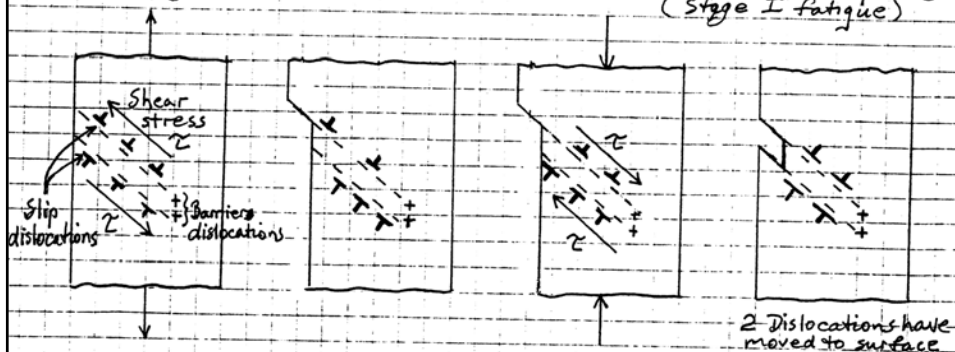 (Stage I fatigue)
Shear
stress
τ
Slip
dislocations
τ
+
+
Barriers
dislocations
+
+
τ
τ
+
+
+
+
2 Dislocations have
moved to surface